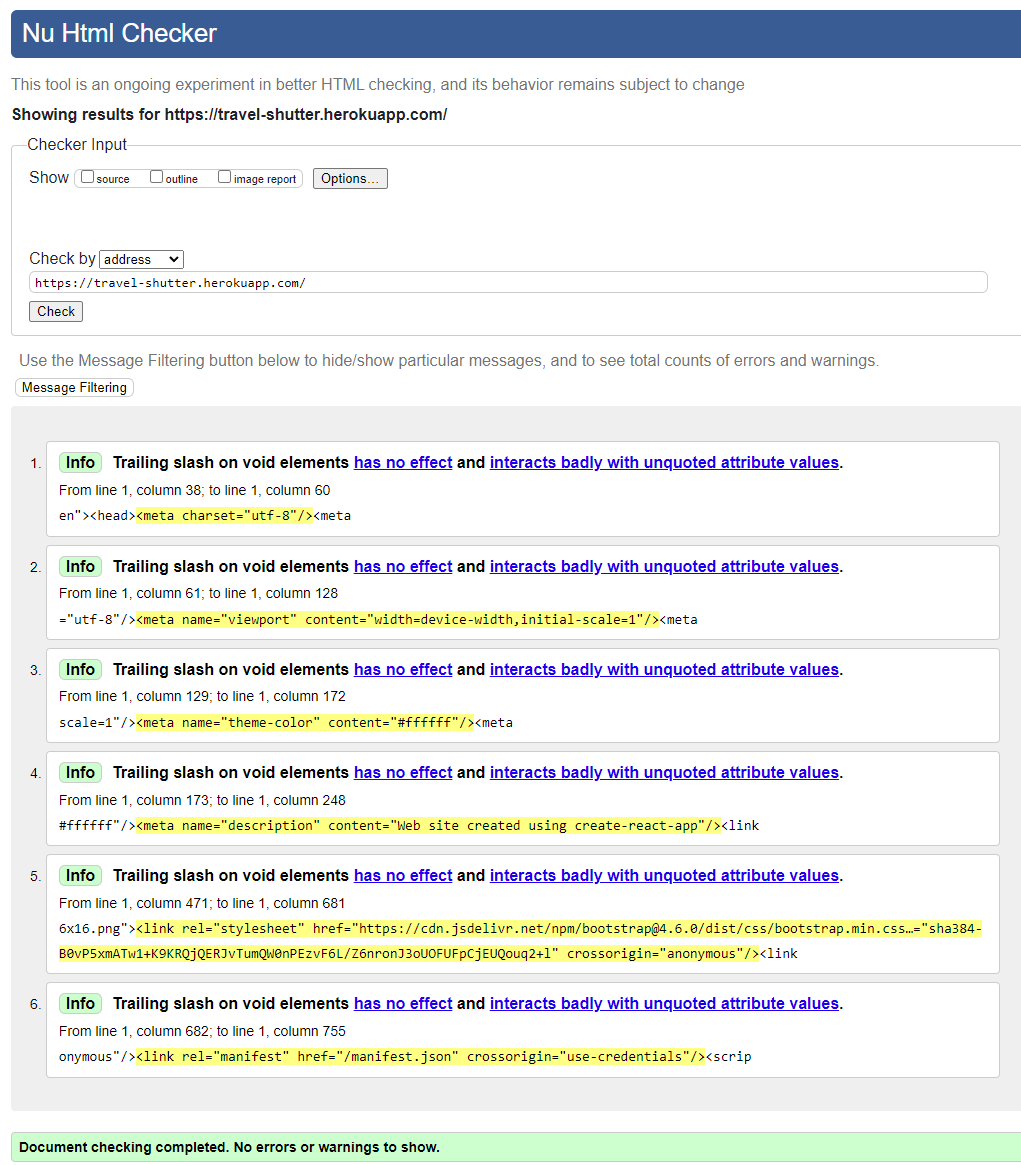 Nu Html Checker
This tool is an ongoing experiment in better HTML checking, and its behavior remains subject to change
Showing results for https://travel-shutter.herokuapp.com/
Checker Input
Show source outline image report Options...
Check by address
https://travel-shutter.herokuapp.com/
Check
Use the Message Filtering button below to hide/show particular messages, and to see total counts of errors and warnings.
Message Filtering
1. Info Trailing slash on void elements has no effect and interacts badly with unquoted attribute values.
From line 1, column 38; to line 1, column 60
en"><head><meta charset="utf-8"/><meta
2. Info Trailing slash on void elements has no effect and interacts badly with unquoted attribute values.
From line 1, column 61; to line 1, column 128
="utf-8"/><meta name="viewport" content="width=device-width,initial-scale=1"/><meta
3. Info Trailing slash on void elements has no effect and interacts badly with unquoted attribute values.
From line 1, column 129; to line 1, column 172
scale=1"/><meta name="theme-color" content="#ffffff"/><meta
4. Info Trailing slash on void elements has no effect and interacts badly with unquoted attribute values.
From line 1, column 173; to line 1, column 248
#ffffff"/><meta name="description" content="Web site created using create-react-app"/><link
5. Info Trailing slash on void elements has no effect and interacts badly with unquoted attribute values.
From line 1, column 471; to line 1, column 681
6x16.png"><link rel="stylesheet" href="https://cdn.jsdelivr.net/npm/bootstrap@4.6.0/dist/css/bootstrap.min.css…="sha384-
B0vP5xmATw1+K9KRQjQERJvTumQW0nPEzvF6L/Z6nronJ3oUOFUFpCjEUQouq2+l" crossorigin="anonymous"/><link
6. Info Trailing slash on void elements has no effect and interacts badly with unquoted attribute values.
From line 1, column 682; to line 1, column 755
onymous"/><link rel="manifest" href="/manifest.json" crossorigin="use-credentials"/><scrip
Document checking completed. No errors or warnings to show.